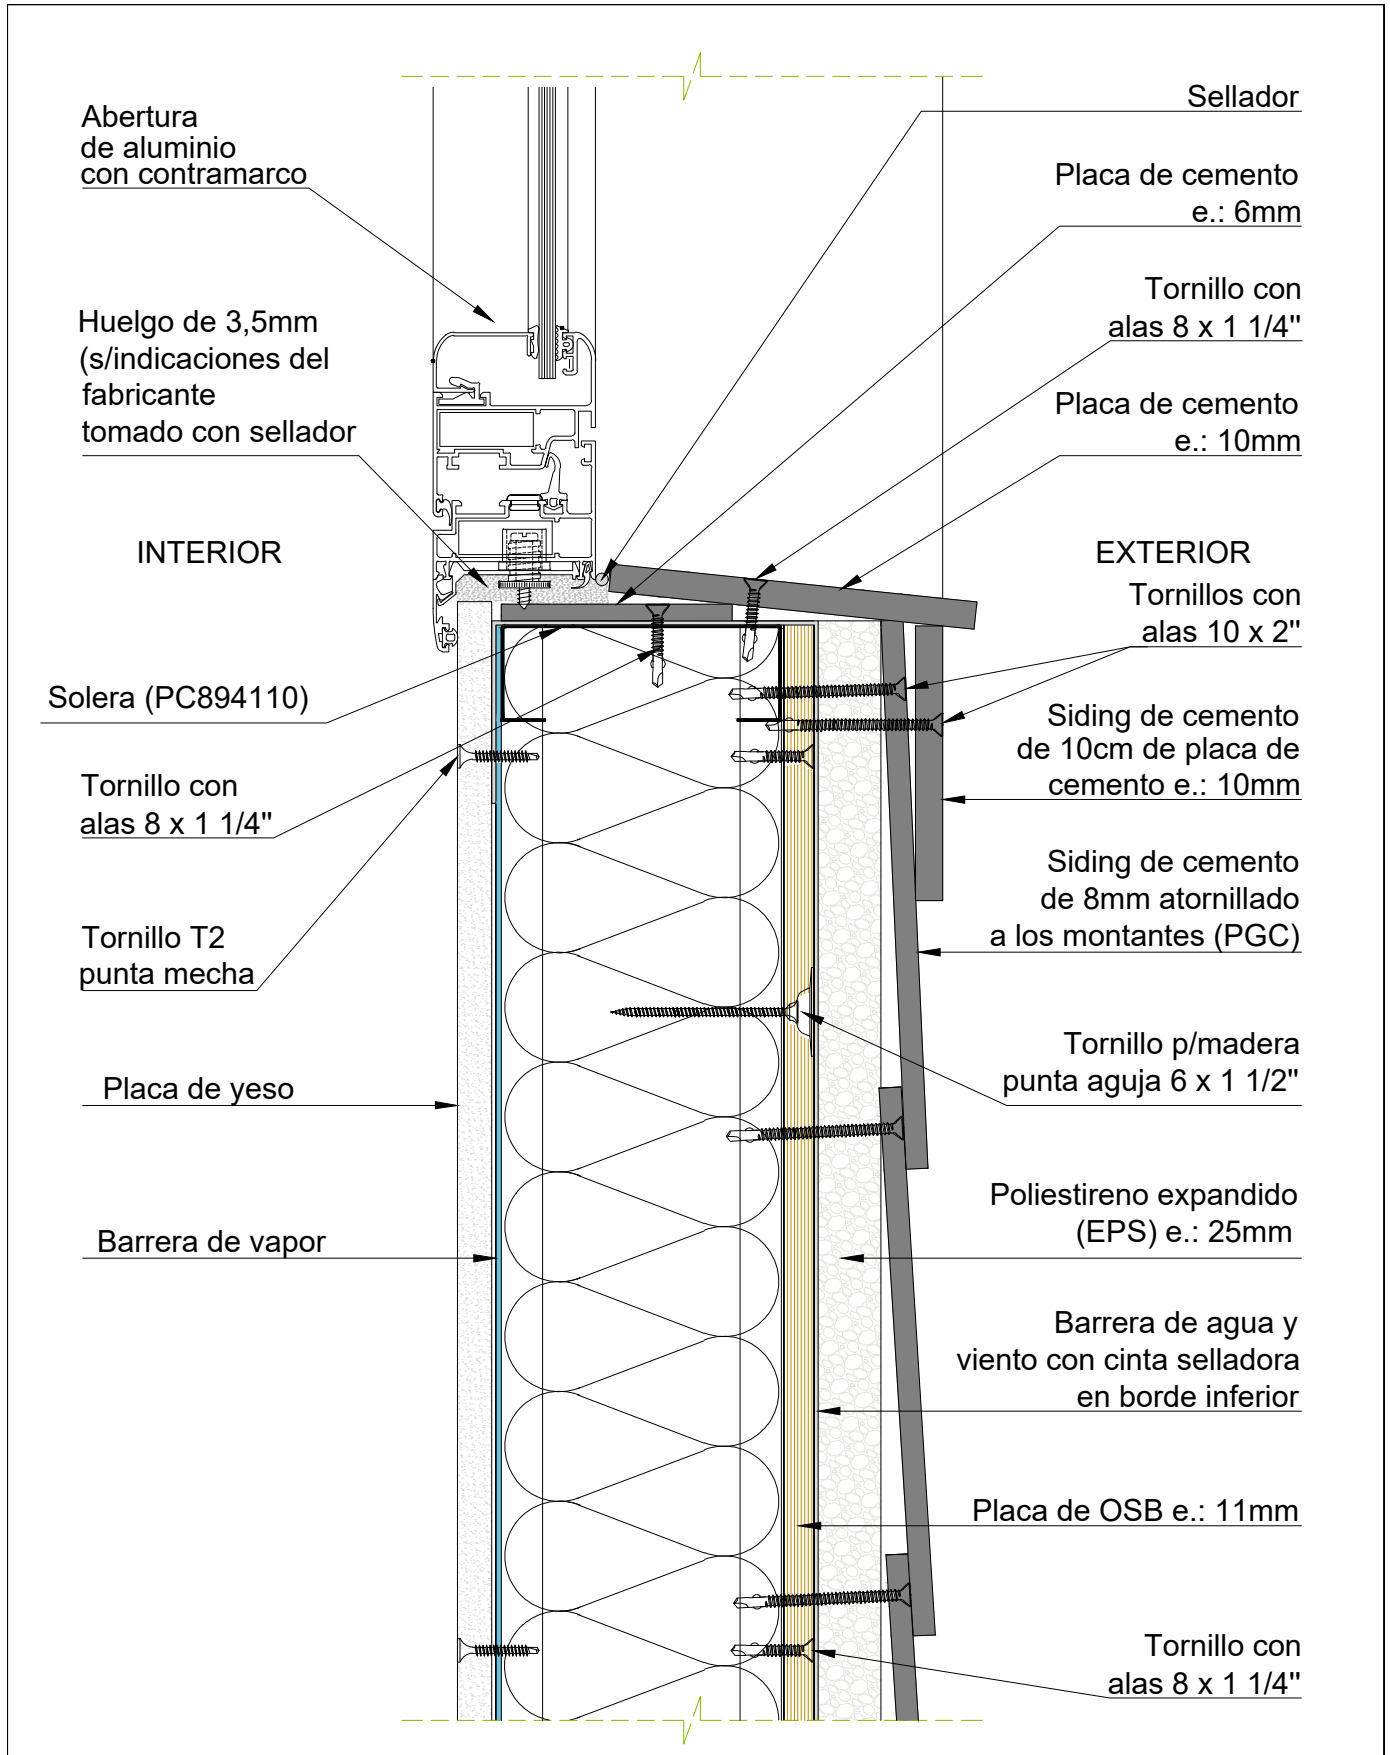 Abertura
de aluminio
con contramarco
Huelgo de 3,5mm
(s/indicaciones del
fabricante
tomado con sellador
INTERIOR
Solera (PC894110)
Tornillo con
alas 8 x 1 1/4"
Tornillo T2
punta mecha
Placa de yeso
Barrera de vapor
Sellador
Placa de cemento
e.: 6mm
Tornillo con
alas 8 x 1 1/4"
Placa de cemento
e.: 10mm
EXTERIOR
Tornillos con
alas 10 x 2"
Siding de cemento
de 10cm de placa de
cemento e.: 10mm
Siding de cemento
de 8mm atornillado
a los montantes (PGC)
Tornillo p/madera
punta aguja 6 x 1 1/2"
Poliestireno expandido
(EPS) e.: 25mm
Barrera de agua y
viento con cinta selladora
en borde inferior
Placa de OSB e.: 11mm
Tornillo con
alas 8 x 1 1/4"